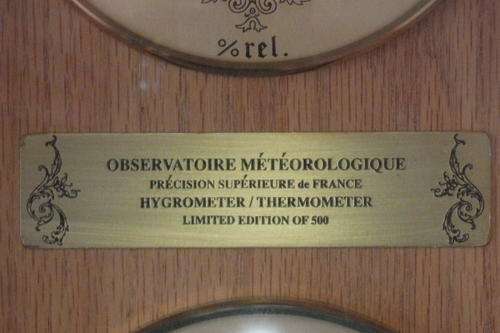 % rel.
OBSERVATOIRE MÉTÉOROLOGIQUE
PRÉCISION SUPÉRIEURE de FRANCE
HYGROMETER / THERMOMETER
LIMITED EDITION OF 500